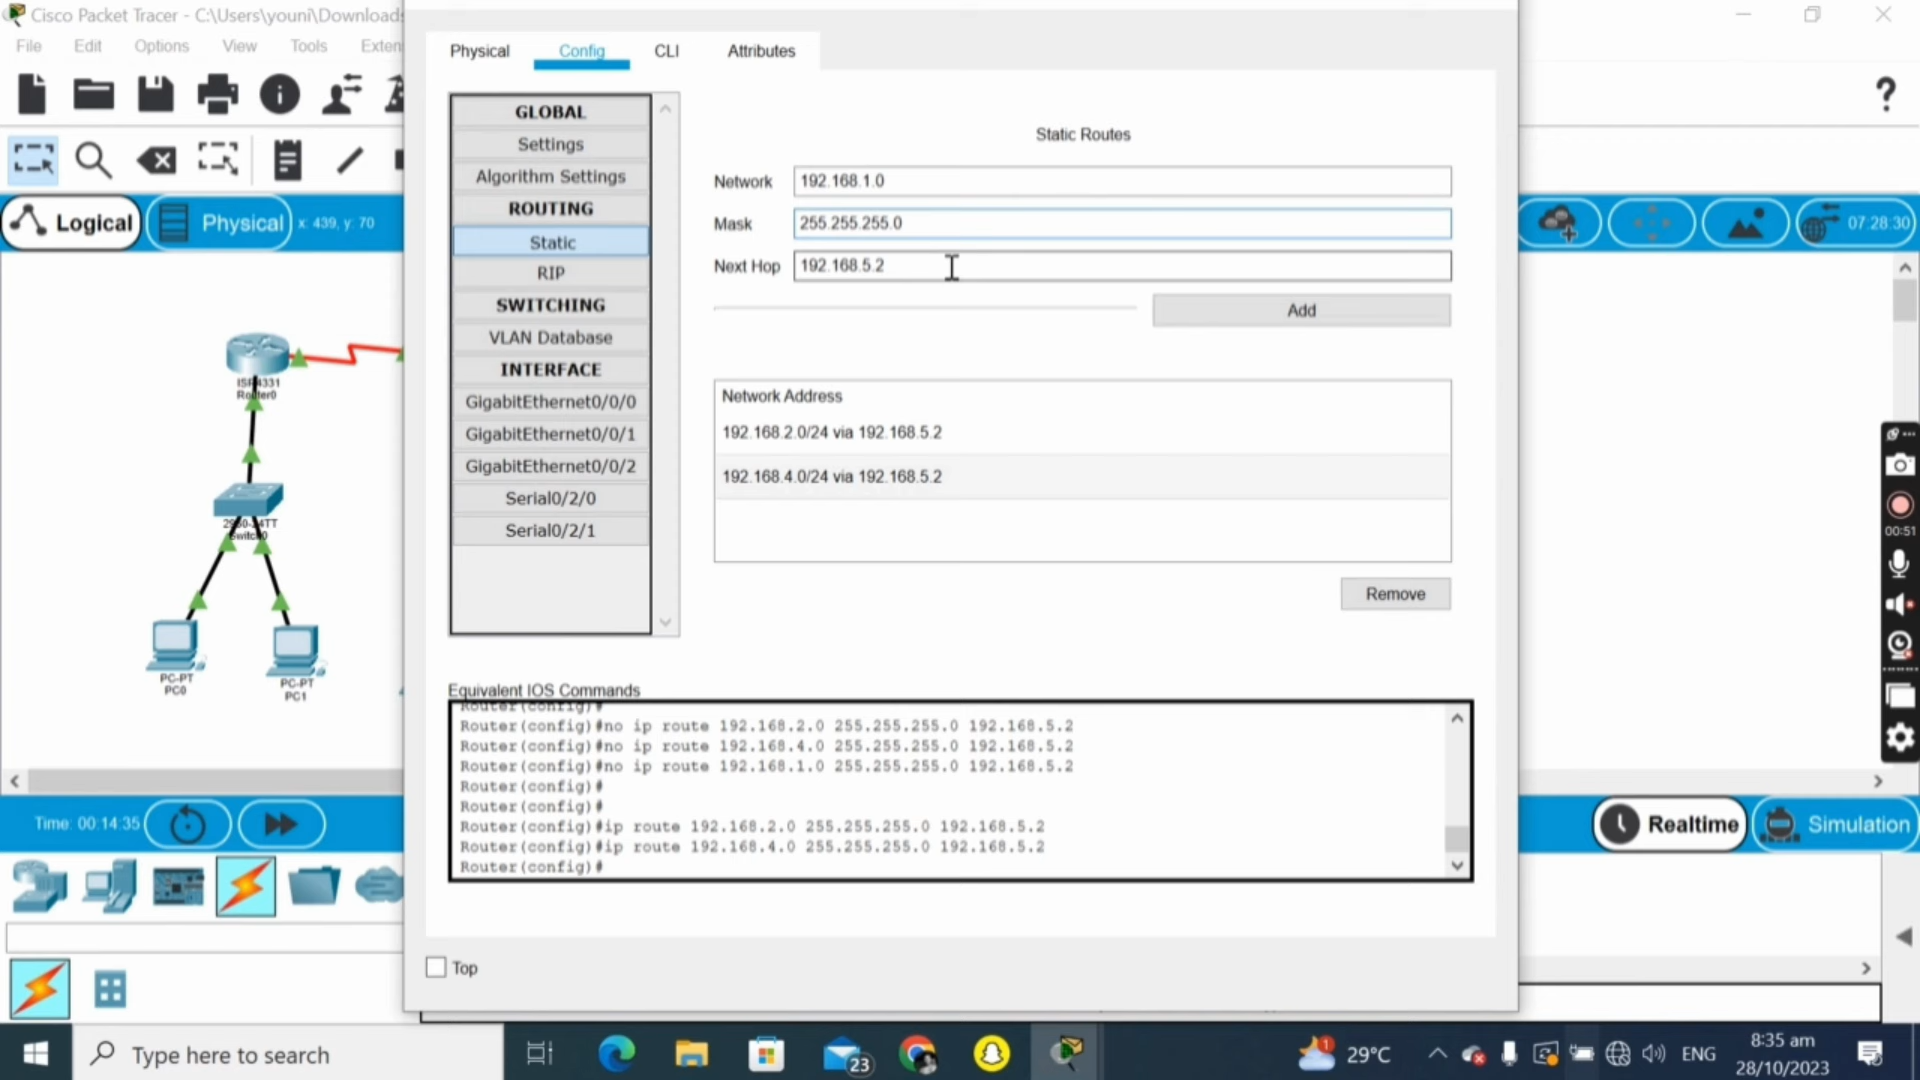 Cisco Packet Tracer - C:\Users\youni\Downloads
File Edit Options View Tools Exten
Physical Config CLI Attributes
Logical Physical x: 439, y: 70
07:28:30
GLOBAL
Settings
Algorithm Settings
ROUTING
Static
RIP
SWITCHING
VLAN Database
INTERFACE
GigabitEthernet0/0/0
GigabitEthernet0/0/1
GigabitEthernet0/0/2
Serial0/2/0
Serial0/2/1
Static Routes
Network 192.168.1.0
Mask 255.255.255.0
Next Hop 192.168.5.2
Add
Network Address
192.168.2.0/24 via 192.168.5.2
192.168.4.0/24 via 192.168.5.2
Remove
ISR4331
Router0
2950-24TT
Switch0
PC-PT
PC0
PC-PT
PC1
00:51
Equivalent IOS Commands
Router(config)#
Router(config)#no ip route 192.168.2.0 255.255.255.0 192.168.5.2
Router(config)#no ip route 192.168.4.0 255.255.255.0 192.168.5.2
Router(config)#no ip route 192.168.1.0 255.255.255.0 192.168.5.2
Router(config)#
Router(config)#
Router(config)#ip route 192.168.2.0 255.255.255.0 192.168.5.2
Router(config)#ip route 192.168.4.0 255.255.255.0 192.168.5.2
Router(config)#
Time: 00:14:35
Realtime Simulation
Top
Type here to search
23
1
29°C
ENG
8:35 am
28/10/2023